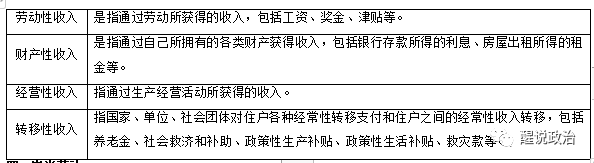 劳动性收入 是指通过劳动所获得的收入，包括工资、奖金、津贴等。
财产性收入 是指通过自己所拥有的各类财产获得收入，包括银行存款所得的利息、房屋出租所得的租
金等。
经营性收入 指通过生产经营活动所获得的收入。
转移性收入 指国家、单位、社会团体对住户各种经常性转移支付和住户之间的经常性收入转移，包括
养老金、社会救济和补助、政策性生产补贴、政策性生活补贴、救灾款等
醒说政治